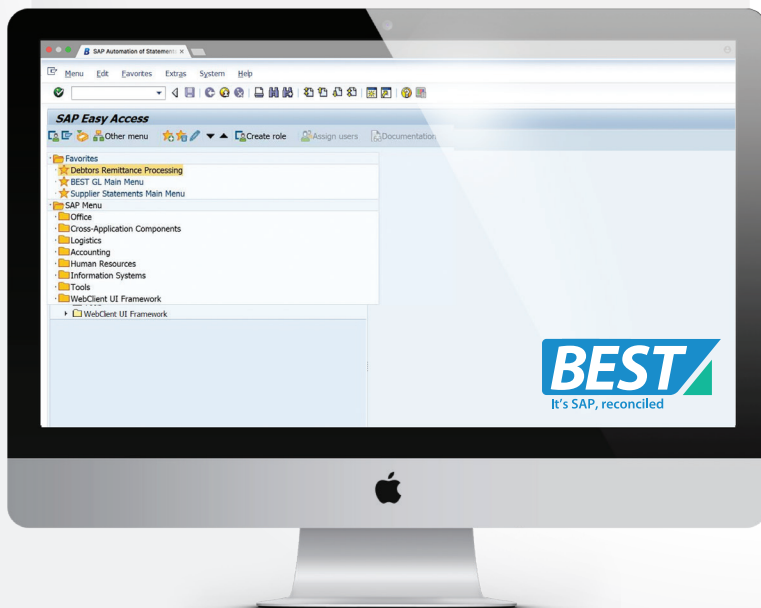 B SAP Automation of Statement
Menu Edit Favorites Extras System Help
SAP Easy Access
Other menu Create role Assign users Documentation
Favorites
Debtors Remittance Processing
BEST GL Main Menu
Supplier Statements Main Menu
SAP Menu
Office
Cross-Application Components
Logistics
Accounting
Human Resources
Information Systems
Tools
WebClient UI Framework
WebClient UI Framework
BEST
It's SAP, reconciled